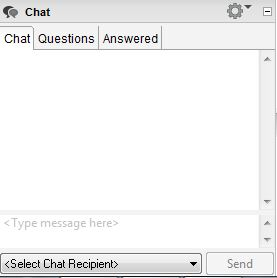 Chat
Chat Questions Answered
<Type message here>
<Select Chat Recipient> Send